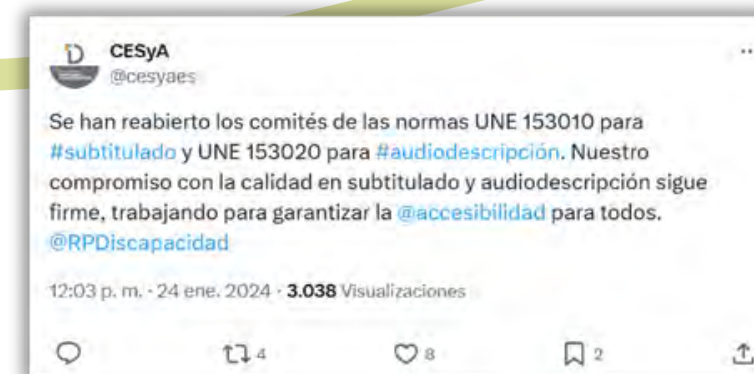 CESyA
@cesyaes
...
Se han reabierto los comités de las normas UNE 153010 para
#subtitulado y UNE 153020 para #audiodescripción. Nuestro
compromiso con la calidad en subtitulado y audiodescripción sigue
firme, trabajando para garantizar la @accesibilidad para todos.
@RPDiscapacidad
12:03 p. m. · 24 ene. 2024 · 3.038 Visualizaciones
4 8 2